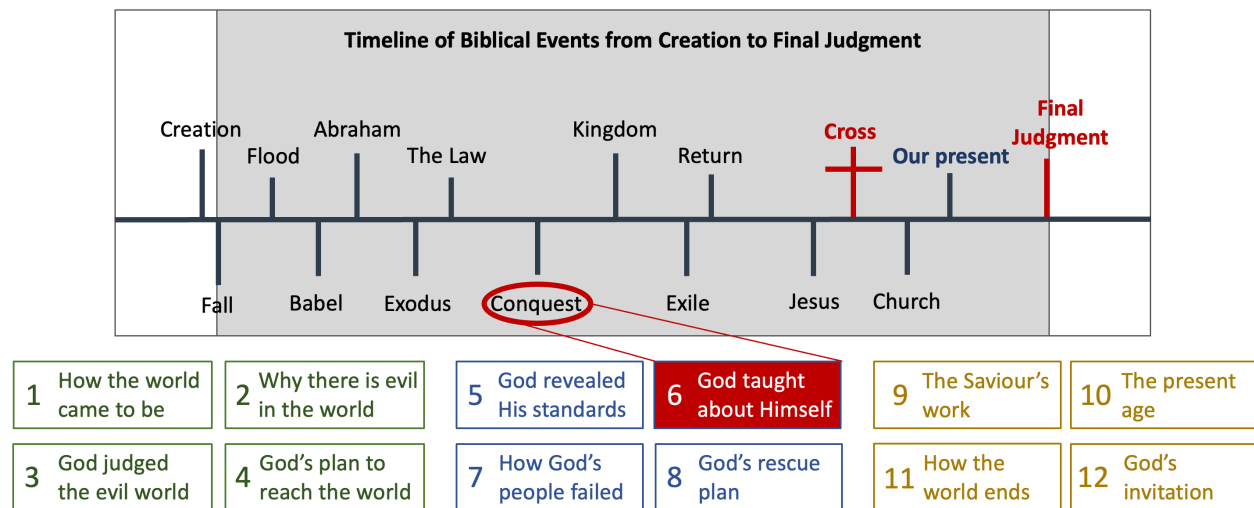 Timeline of Biblical Events from Creation to Final Judgment
Creation
Flood
Abraham
The Law
Kingdom
Return
Cross
Our present
Final
Judgment
Fall
Babel
Exodus
Conquest
Exile
Jesus
Church
1 How the world
came to be
2 Why there is evil
in the world
3 God judged
the evil world
4 God’s plan to
reach the world
5 God revealed
His standards
6 God taught
about Himself
7 How God’s
people failed
8 God’s rescue
plan
9 The Saviour’s
work
10 The present
age
11 How the
world ends
12 God’s
invitation